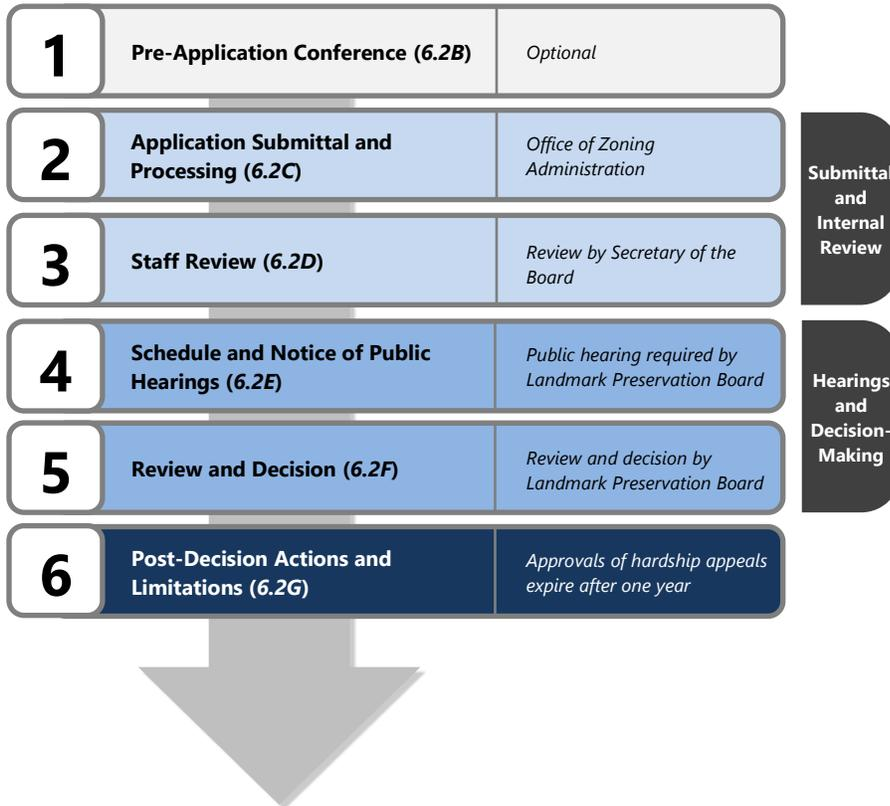 1
Pre-Application Conference (6.2B)
Optional
2
Application Submittal and
Processing (6.2C)
Office of Zoning
Administration
3
Staff Review (6.2D)
Review by Secretary of the
Board
Submittal
and
Internal
Review
4
Schedule and Notice of Public
Hearings (6.2E)
Public hearing required by
Landmark Preservation Board
5
Review and Decision (6.2F)
Review and decision by
Landmark Preservation Board
Hearings
and
Decision-
Making
6
Post-Decision Actions and
Limitations (6.2G)
Approvals of hardship appeals
expire after one year